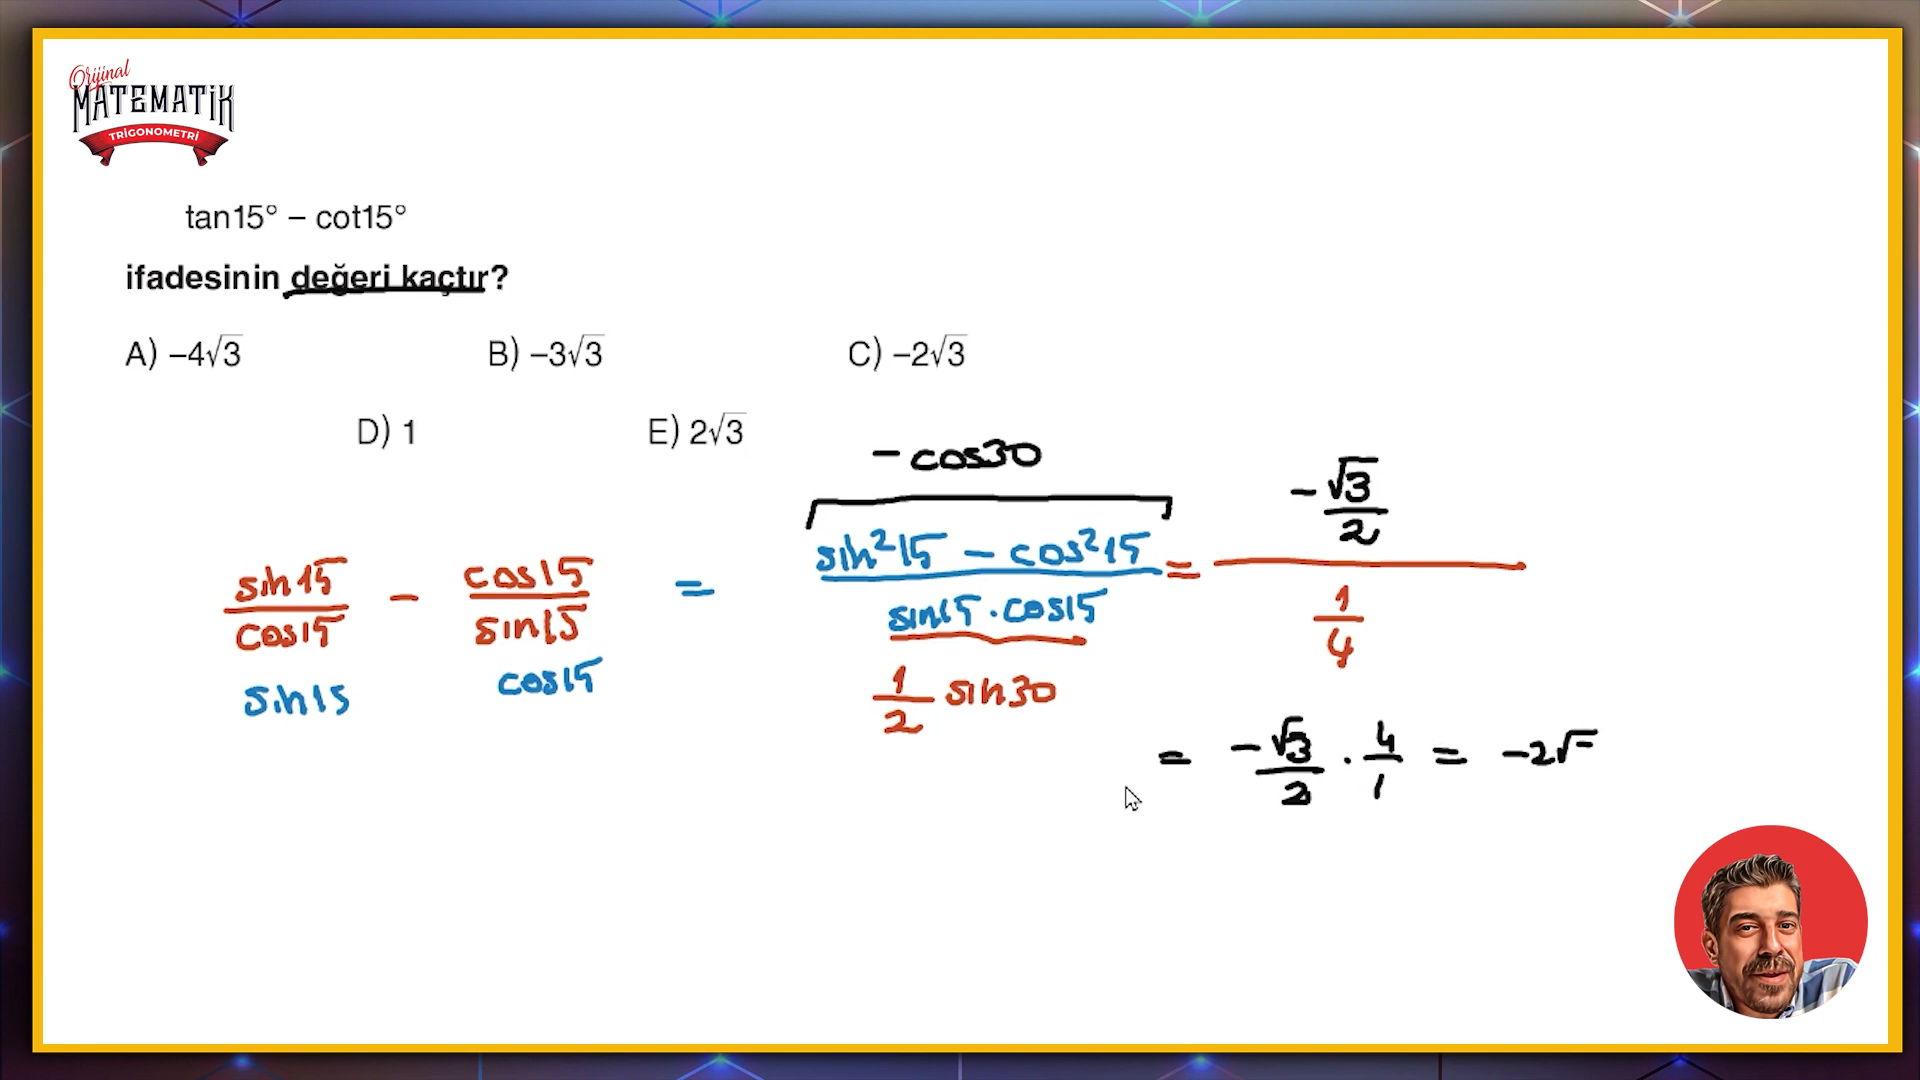 Orijinal
MATEMATİK
TRİGONOMETRİ
tan15° – cot15°
ifadesinin değeri kaçtır?
A) –4√3 B) –3√3 C) –2√3
D) 1 E) 2√3
- cos30
sin15/cos15 - cos15/sin15 = (sin²15 - cos²15)/(sin15 · cos15) = (-√3/2)/(1/4)
sin15 cos15
1/2 sin30
= -√3/2 · 4/1 = -2√